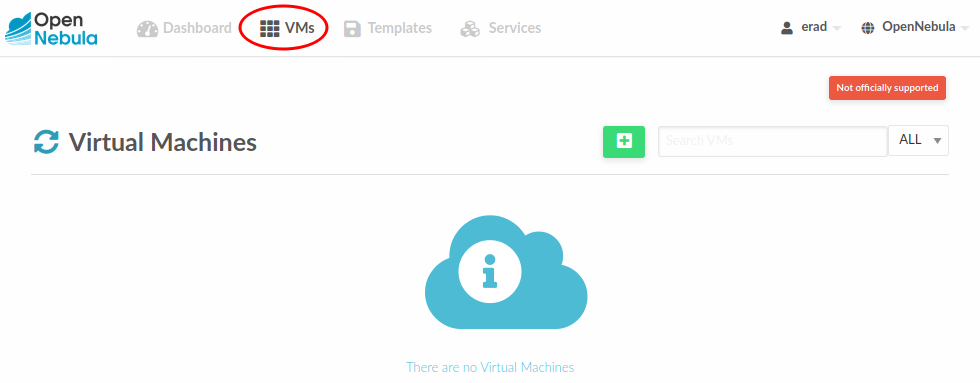 Open
Nebula
Dashboard VMs Templates Services erad OpenNebula
Not officially supported
Virtual Machines
Search VMs ALL
There are no Virtual Machines